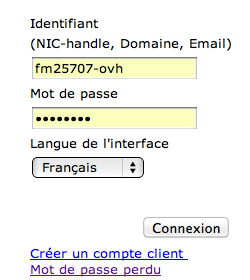 Identifiant
(NIC-handle, Domaine, Email)
fm25707-ovh
Mot de passe
••••••••
Langue de l'interface
Français
Connexion
Créer un compte client
Mot de passe perdu